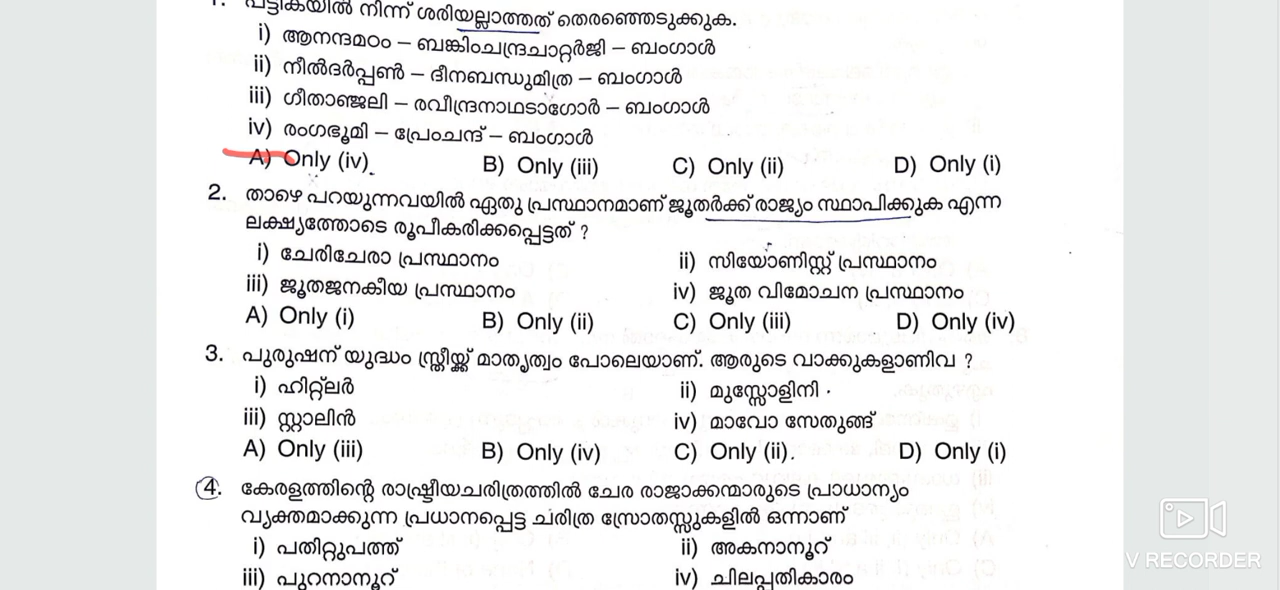 1. പട്ടികയിൽ നിന്ന് ശരിയല്ലാത്തത് തെരഞ്ഞെടുക്കുക.
i) ആനന്ദമഠം – ബങ്കിംചന്ദ്രചാറ്റർജി – ബംഗാൾ
ii) നീൽദർപ്പൺ – ദീനബന്ധുമിത്ര – ബംഗാൾ
iii) ഗീതാഞ്ജലി – രവീന്ദ്രനാഥടാഗോർ – ബംഗാൾ
iv) രംഗഭൂമി – പ്രേംചന്ദ് – ബംഗാൾ
A) Only (iv) B) Only (iii) C) Only (ii) D) Only (i)
2. താഴെ പറയുന്നവയിൽ ഏതു പ്രസ്ഥാനമാണ് ജൂതർക്ക് രാജ്യം സ്ഥാപിക്കുക എന്ന
ലക്ഷ്യത്തോടെ രൂപീകരിക്കപ്പെട്ടത് ?
i) ചേരിചേരാ പ്രസ്ഥാനം ii) സിയോണിസ്റ്റ് പ്രസ്ഥാനം
iii) ജൂതജനകീയ പ്രസ്ഥാനം iv) ജൂത വിമോചന പ്രസ്ഥാനം
A) Only (i) B) Only (ii) C) Only (iii) D) Only (iv)
3. പുരുഷന് യുദ്ധം സ്ത്രീയ്ക്ക് മാതൃത്വം പോലെയാണ്. ആരുടെ വാക്കുകളാണിവ ?
i) ഹിറ്റ്ലർ ii) മുസ്സോളിനി
iii) സ്റ്റാലിൻ iv) മാവോ സേതുങ്ങ്
A) Only (iii) B) Only (iv) C) Only (ii) D) Only (i)
4. കേരളത്തിന്റെ രാഷ്ട്രീയചരിത്രത്തിൽ ചേര രാജാക്കന്മാരുടെ പ്രാധാന്യം
വ്യക്തമാക്കുന്ന പ്രധാനപ്പെട്ട ചരിത്ര സ്രോതസ്സുകളിൽ ഒന്നാണ്
i) പതിറ്റുപത്ത് ii) അകനാനൂറ്
iii) പുറനാനൂറ് iv) ചിലപ്പതികാരം
V RECORDER